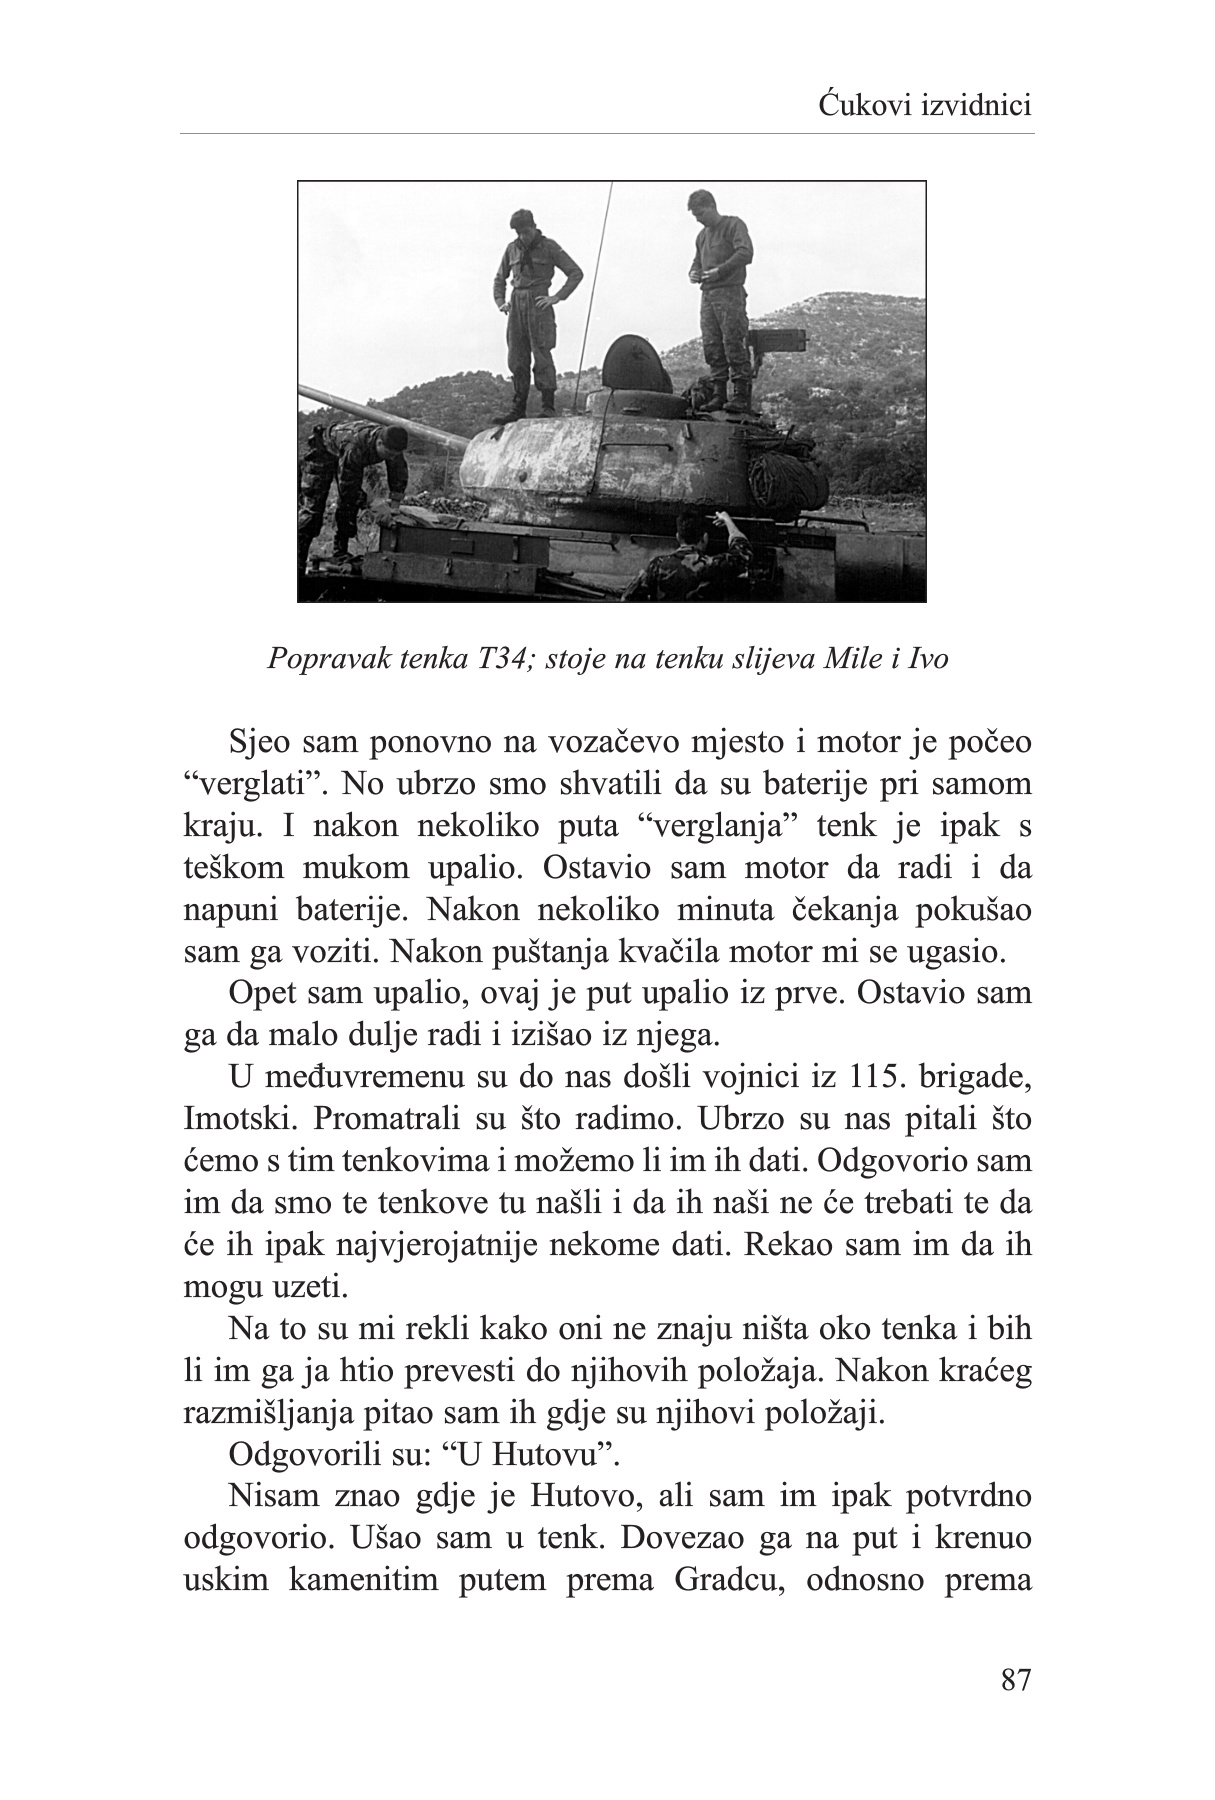 Ćukovi izvidnici
Popravak tenka T34; stoje na tenku slijeva Mile i Ivo
Sjeo sam ponovno na vozačevo mjesto i motor je počeo
“verglati”. No ubrzo smo shvatili da su baterije pri samom
kraju. I nakon nekoliko puta “verglanja” tenk je ipak s
teškom mukom upalio. Ostavio sam motor da radi i da
napuni baterije. Nakon nekoliko minuta čekanja pokušao
sam ga voziti. Nakon puštanja kvačila motor mi se ugasio.
Opet sam upalio, ovaj je put upalio iz prve. Ostavio sam
ga da malo dulje radi i izišao iz njega.
U međuvremenu su do nas došli vojnici iz 115. brigade,
Imotski. Promatrali su što radimo. Ubrzo su nas pitali što
ćemo s tim tenkovima i možemo li im ih dati. Odgovorio sam
im da smo te tenkove tu našli i da ih naši ne će trebati te da
će ih ipak najvjerojatnije nekome dati. Rekao sam im da ih
mogu uzeti.
Na to su mi rekli kako oni ne znaju ništa oko tenka i bih
li im ga ja htio prevesti do njihovih položaja. Nakon kraćeg
razmišljanja pitao sam ih gdje su njihovi položaji.
Odgovorili su: “U Hutovu”.
Nisam znao gdje je Hutovo, ali sam im ipak potvrdno
odgovorio. Ušao sam u tenk. Dovezao ga na put i krenuo
uskim kamenitim putem prema Gradcu, odnosno prema
87